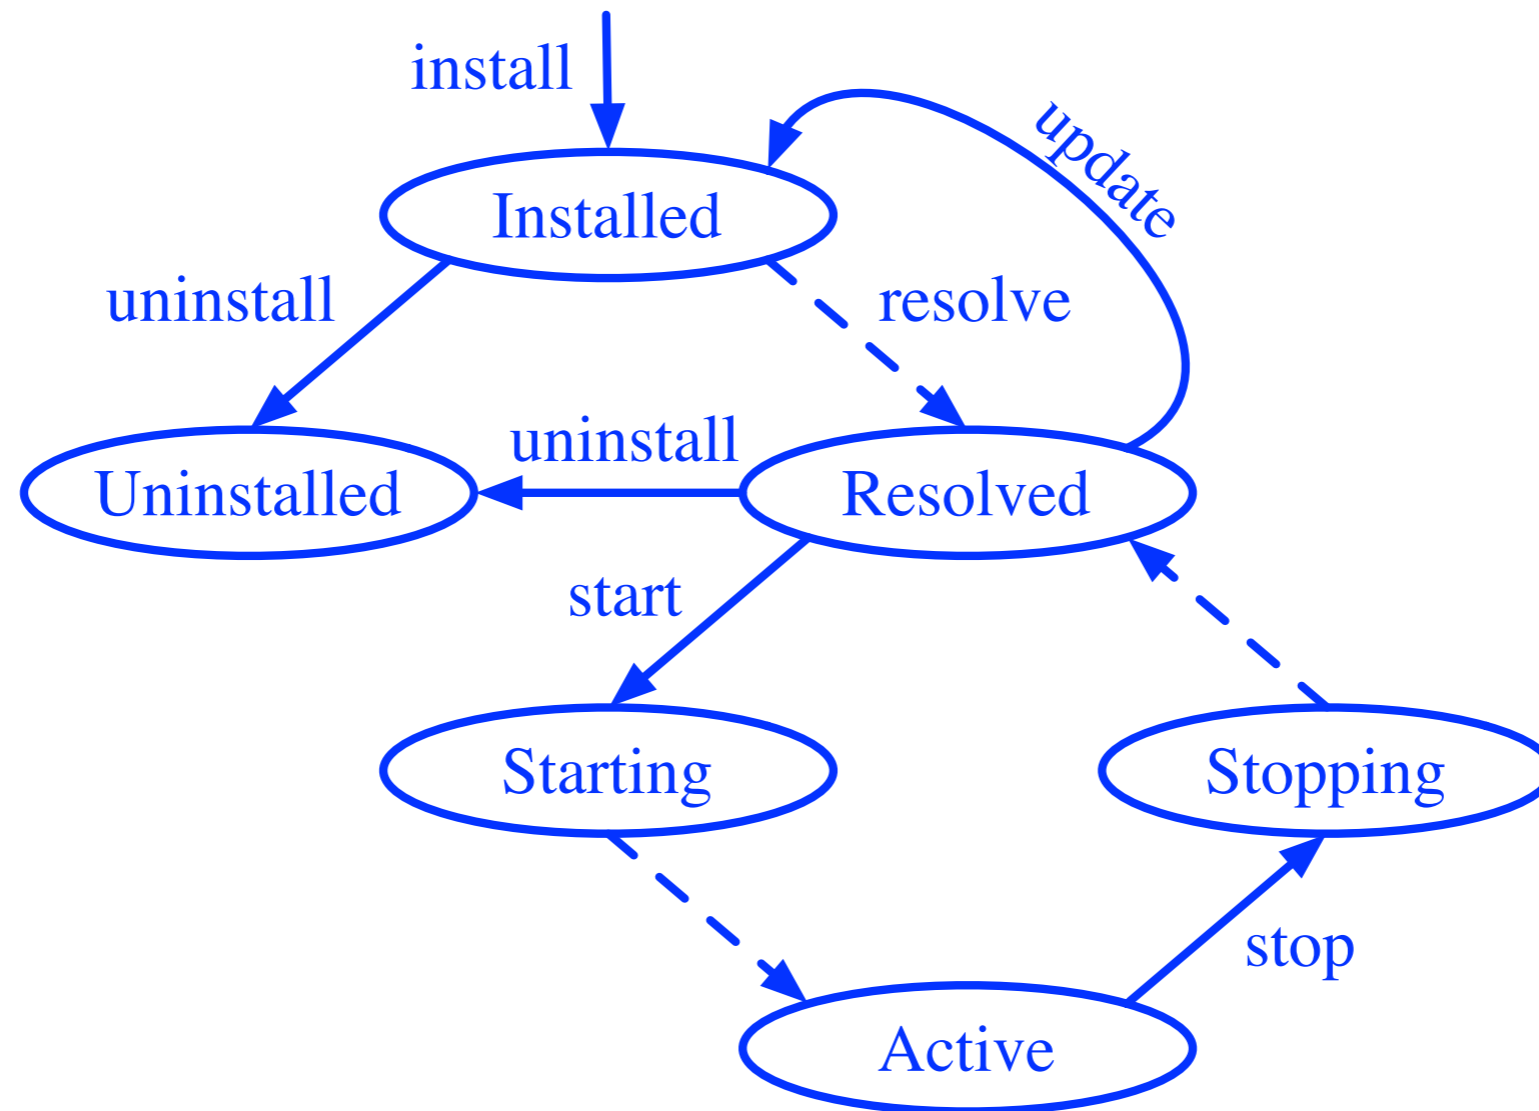 install
update
Installed
uninstall
resolve
uninstall
Uninstalled
Resolved
start
Starting
Stopping
stop
Active